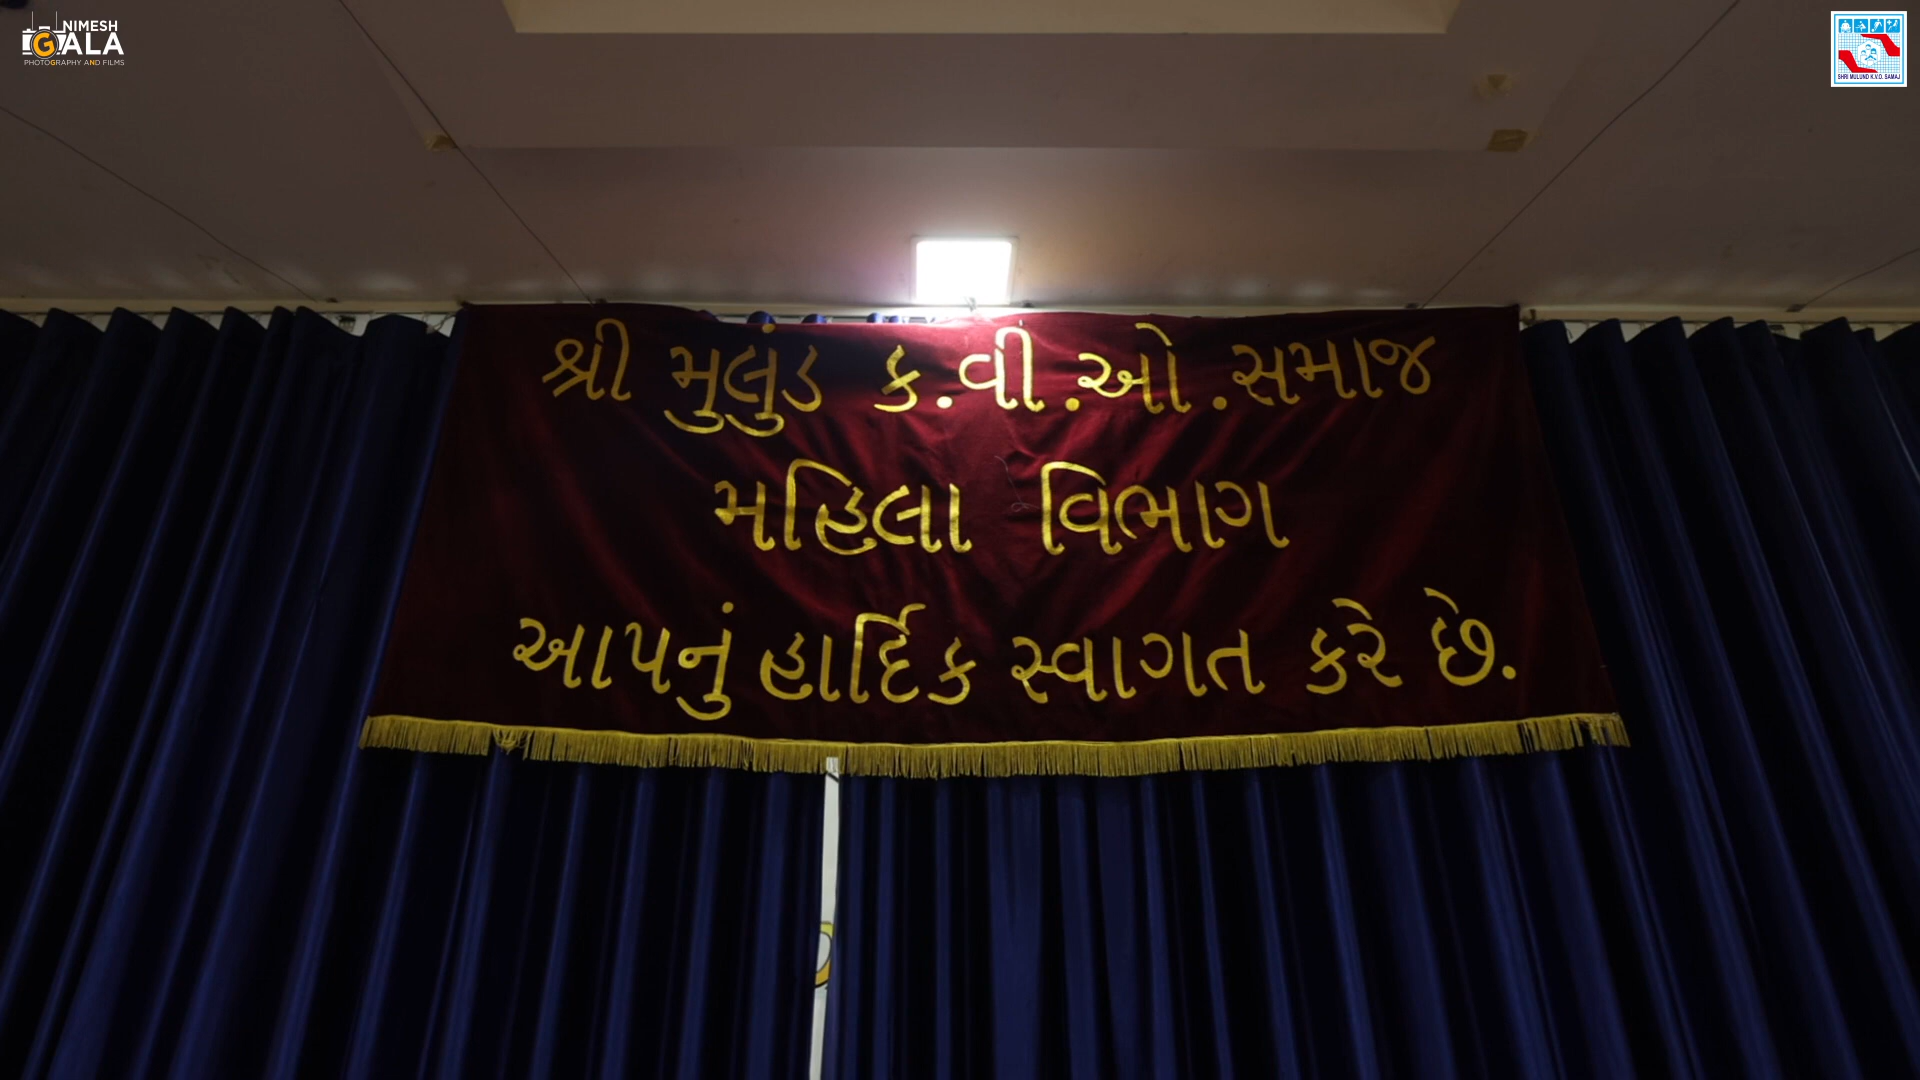 NIMESH
GALA
PHOTOGRAPHY AND FILMS
SHRI MULUND K.V.O. SAMAJ
શ્રી મુલુંડ ક.વી.ઓ.સમાજ
મહિલા વિભાગ
આપનું હાર્દિક સ્વાગત કરે છે.